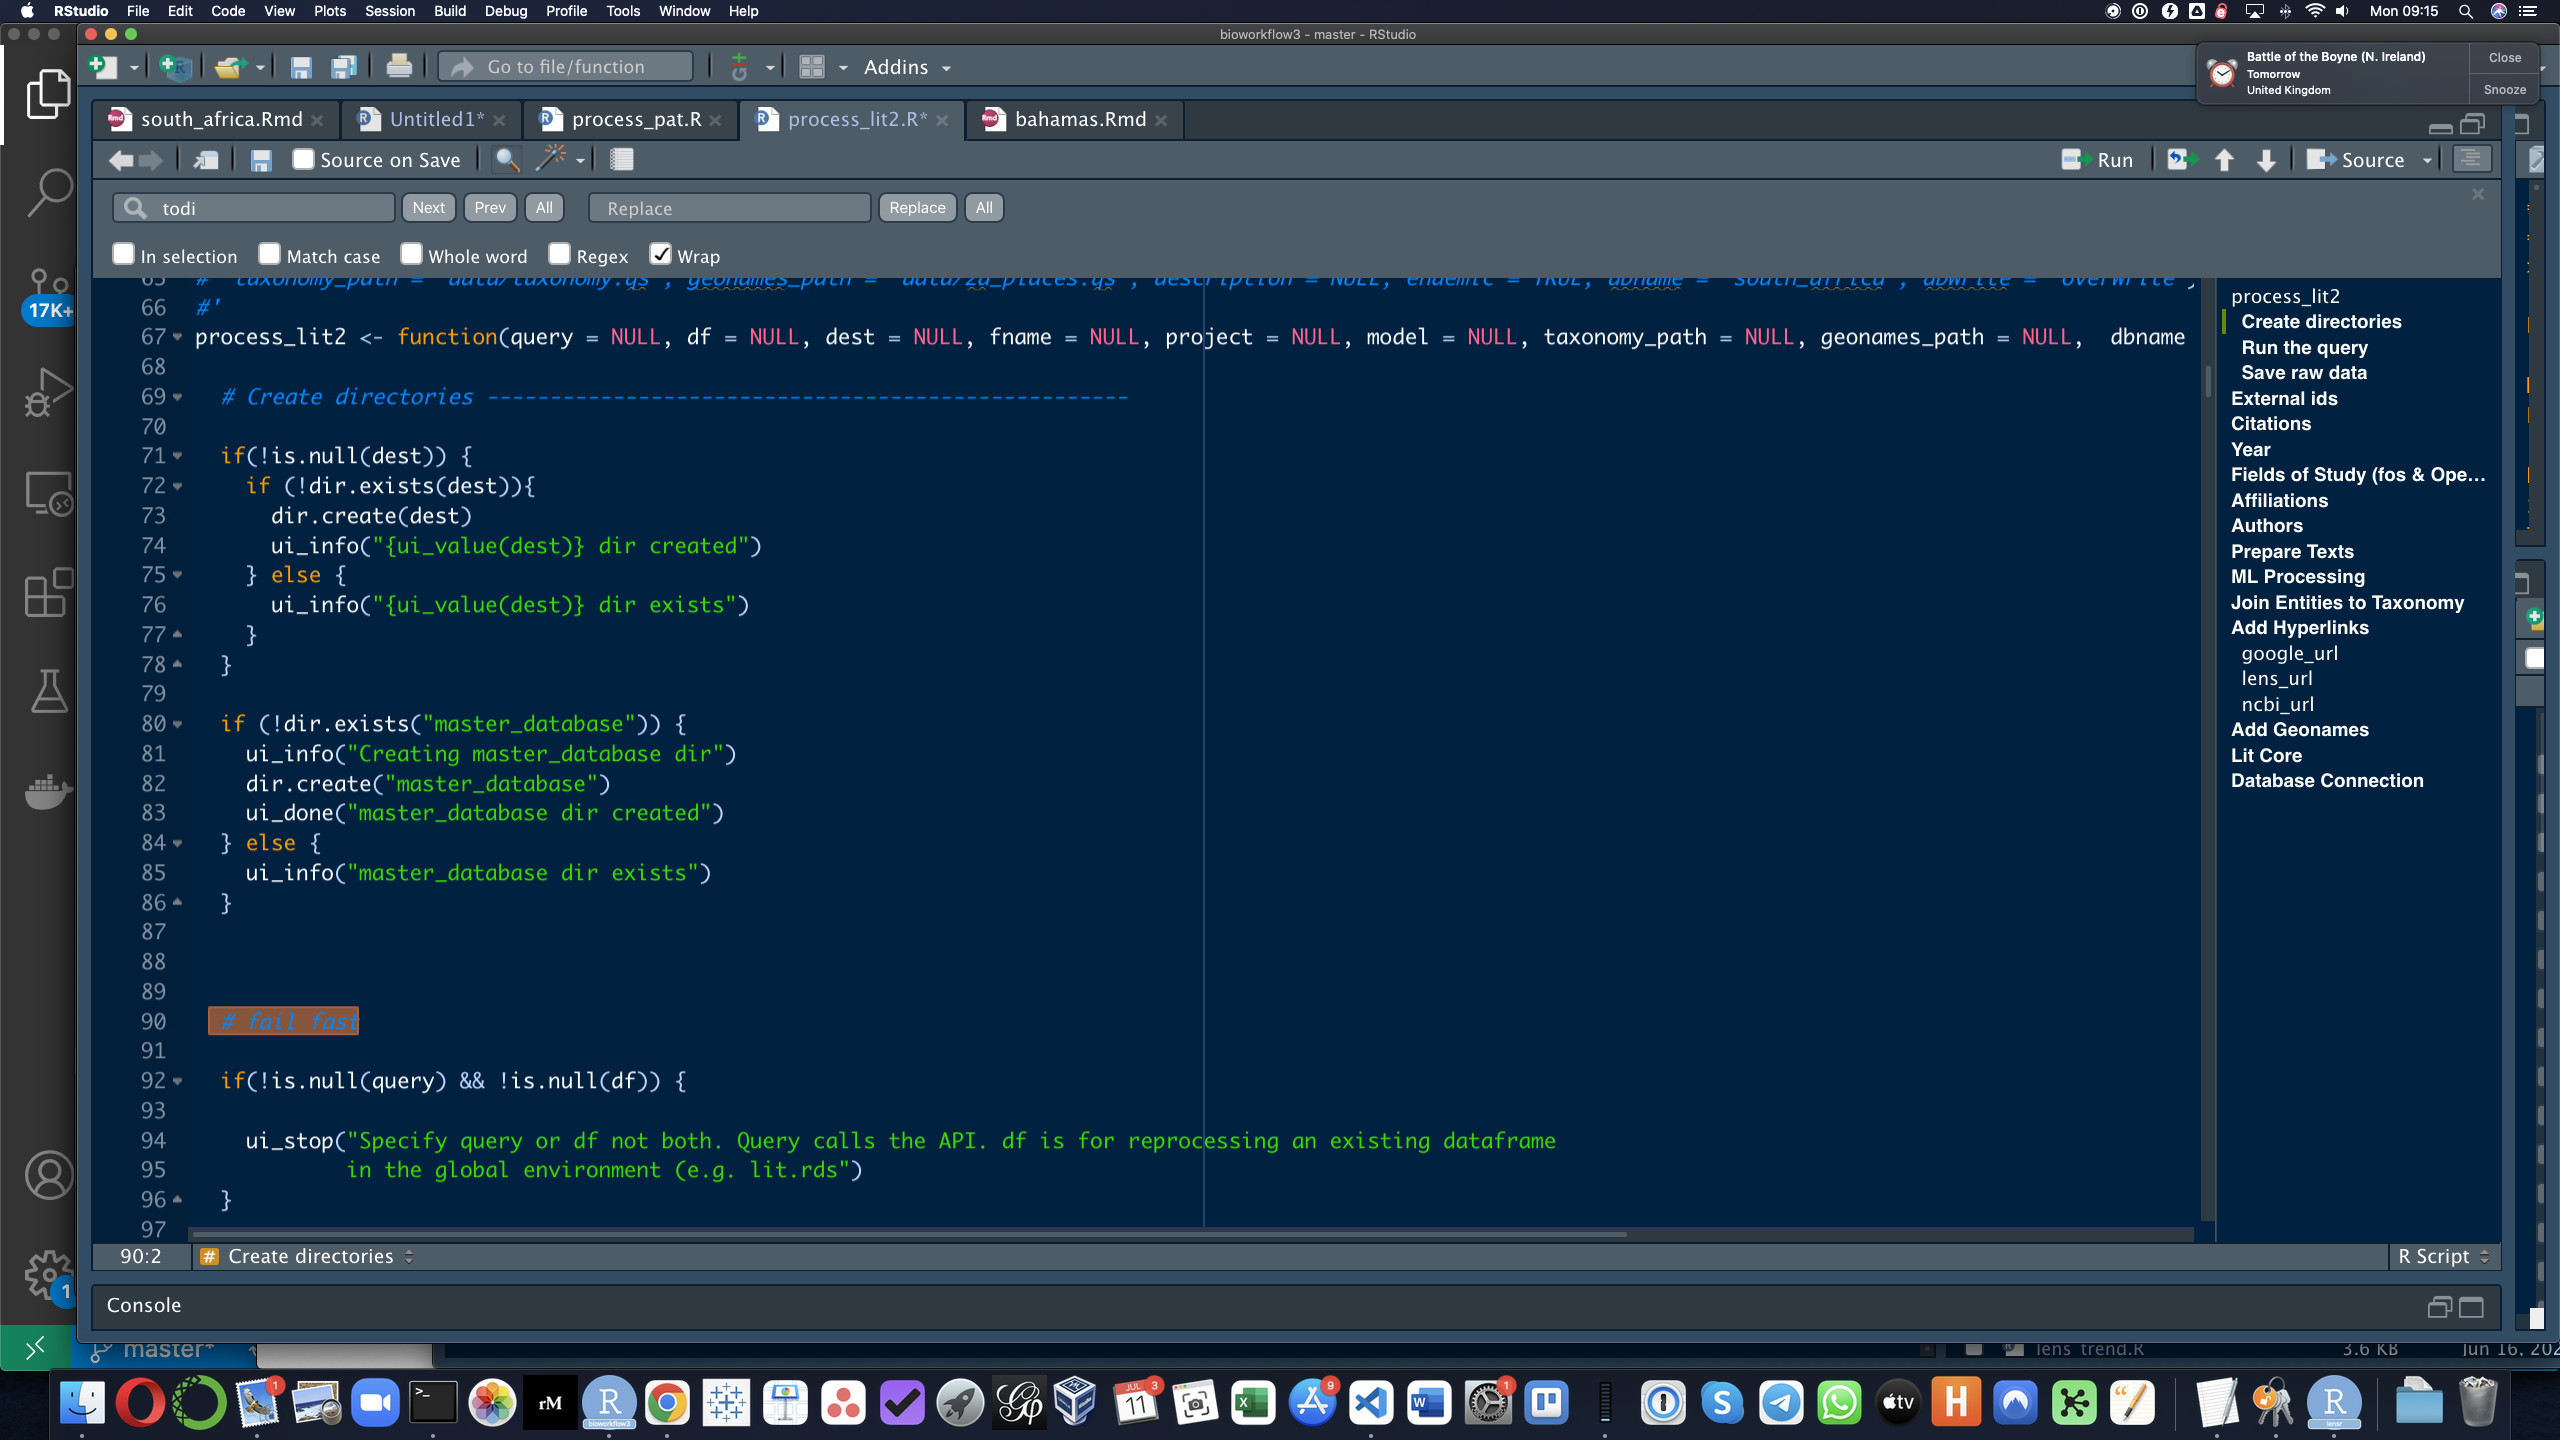 RStudio File Edit Code View Plots Session Build Debug Profile Tools Window Help
Mon 09:15
bioworkflow3 - master - RStudio
Go to file/function
Addins
Battle of the Boyne (N. Ireland)
Tomorrow
United Kingdom
Close
Snooze
south_africa.Rmd
Untitled1*
process_pat.R
process_lit2.R*
bahamas.Rmd
Source on Save
Run
Source
todi
Next
Prev
All
Replace
Replace
All
In selection
Match case
Whole word
Regex
Wrap
65 #' taxonomy_path = "data/taxonomy.qs", geonames_path = "data/za_places.qs", description = NULL, endemic = TRUE, dbname = "south_africa", dbwrite = "overwrite"
66 #'
67 process_lit2 <- function(query = NULL, df = NULL, dest = NULL, fname = NULL, project = NULL, model = NULL, taxonomy_path = NULL, geonames_path = NULL,  dbname
68
69 # Create directories ---------------------------------------------------
70
71 if(!is.null(dest)) {
72 if (!dir.exists(dest)){
73 dir.create(dest)
74 ui_info("{ui_value(dest)} dir created")
75 } else {
76 ui_info("{ui_value(dest)} dir exists")
77 }
78 }
79
80 if (!dir.exists("master_database")) {
81 ui_info("Creating master_database dir")
82 dir.create("master_database")
83 ui_done("master_database dir created")
84 } else {
85 ui_info("master_database dir exists")
86 }
87
88
89
90 # fail fast
91
92 if(!is.null(query) && !is.null(df)) {
93
94 ui_stop("Specify query or df not both. Query calls the API. df is for reprocessing an existing dataframe
95 in the global environment (e.g. lit.rds")
96 }
97
process_lit2
Create directories
Run the query
Save raw data
External ids
Citations
Year
Fields of Study (fos & Ope...
Affiliations
Authors
Prepare Texts
ML Processing
Join Entities to Taxonomy
Add Hyperlinks
google_url
lens_url
ncbi_url
Add Geonames
Lit Core
Database Connection
90:2
# Create directories
R Script
Console
17K+
1
master*
lens_trend.R
3.6 KB
Jun 16, 202
1
rM
R
bioworkflow3
JUL
11
3
9
1
tv
H
R
lensr